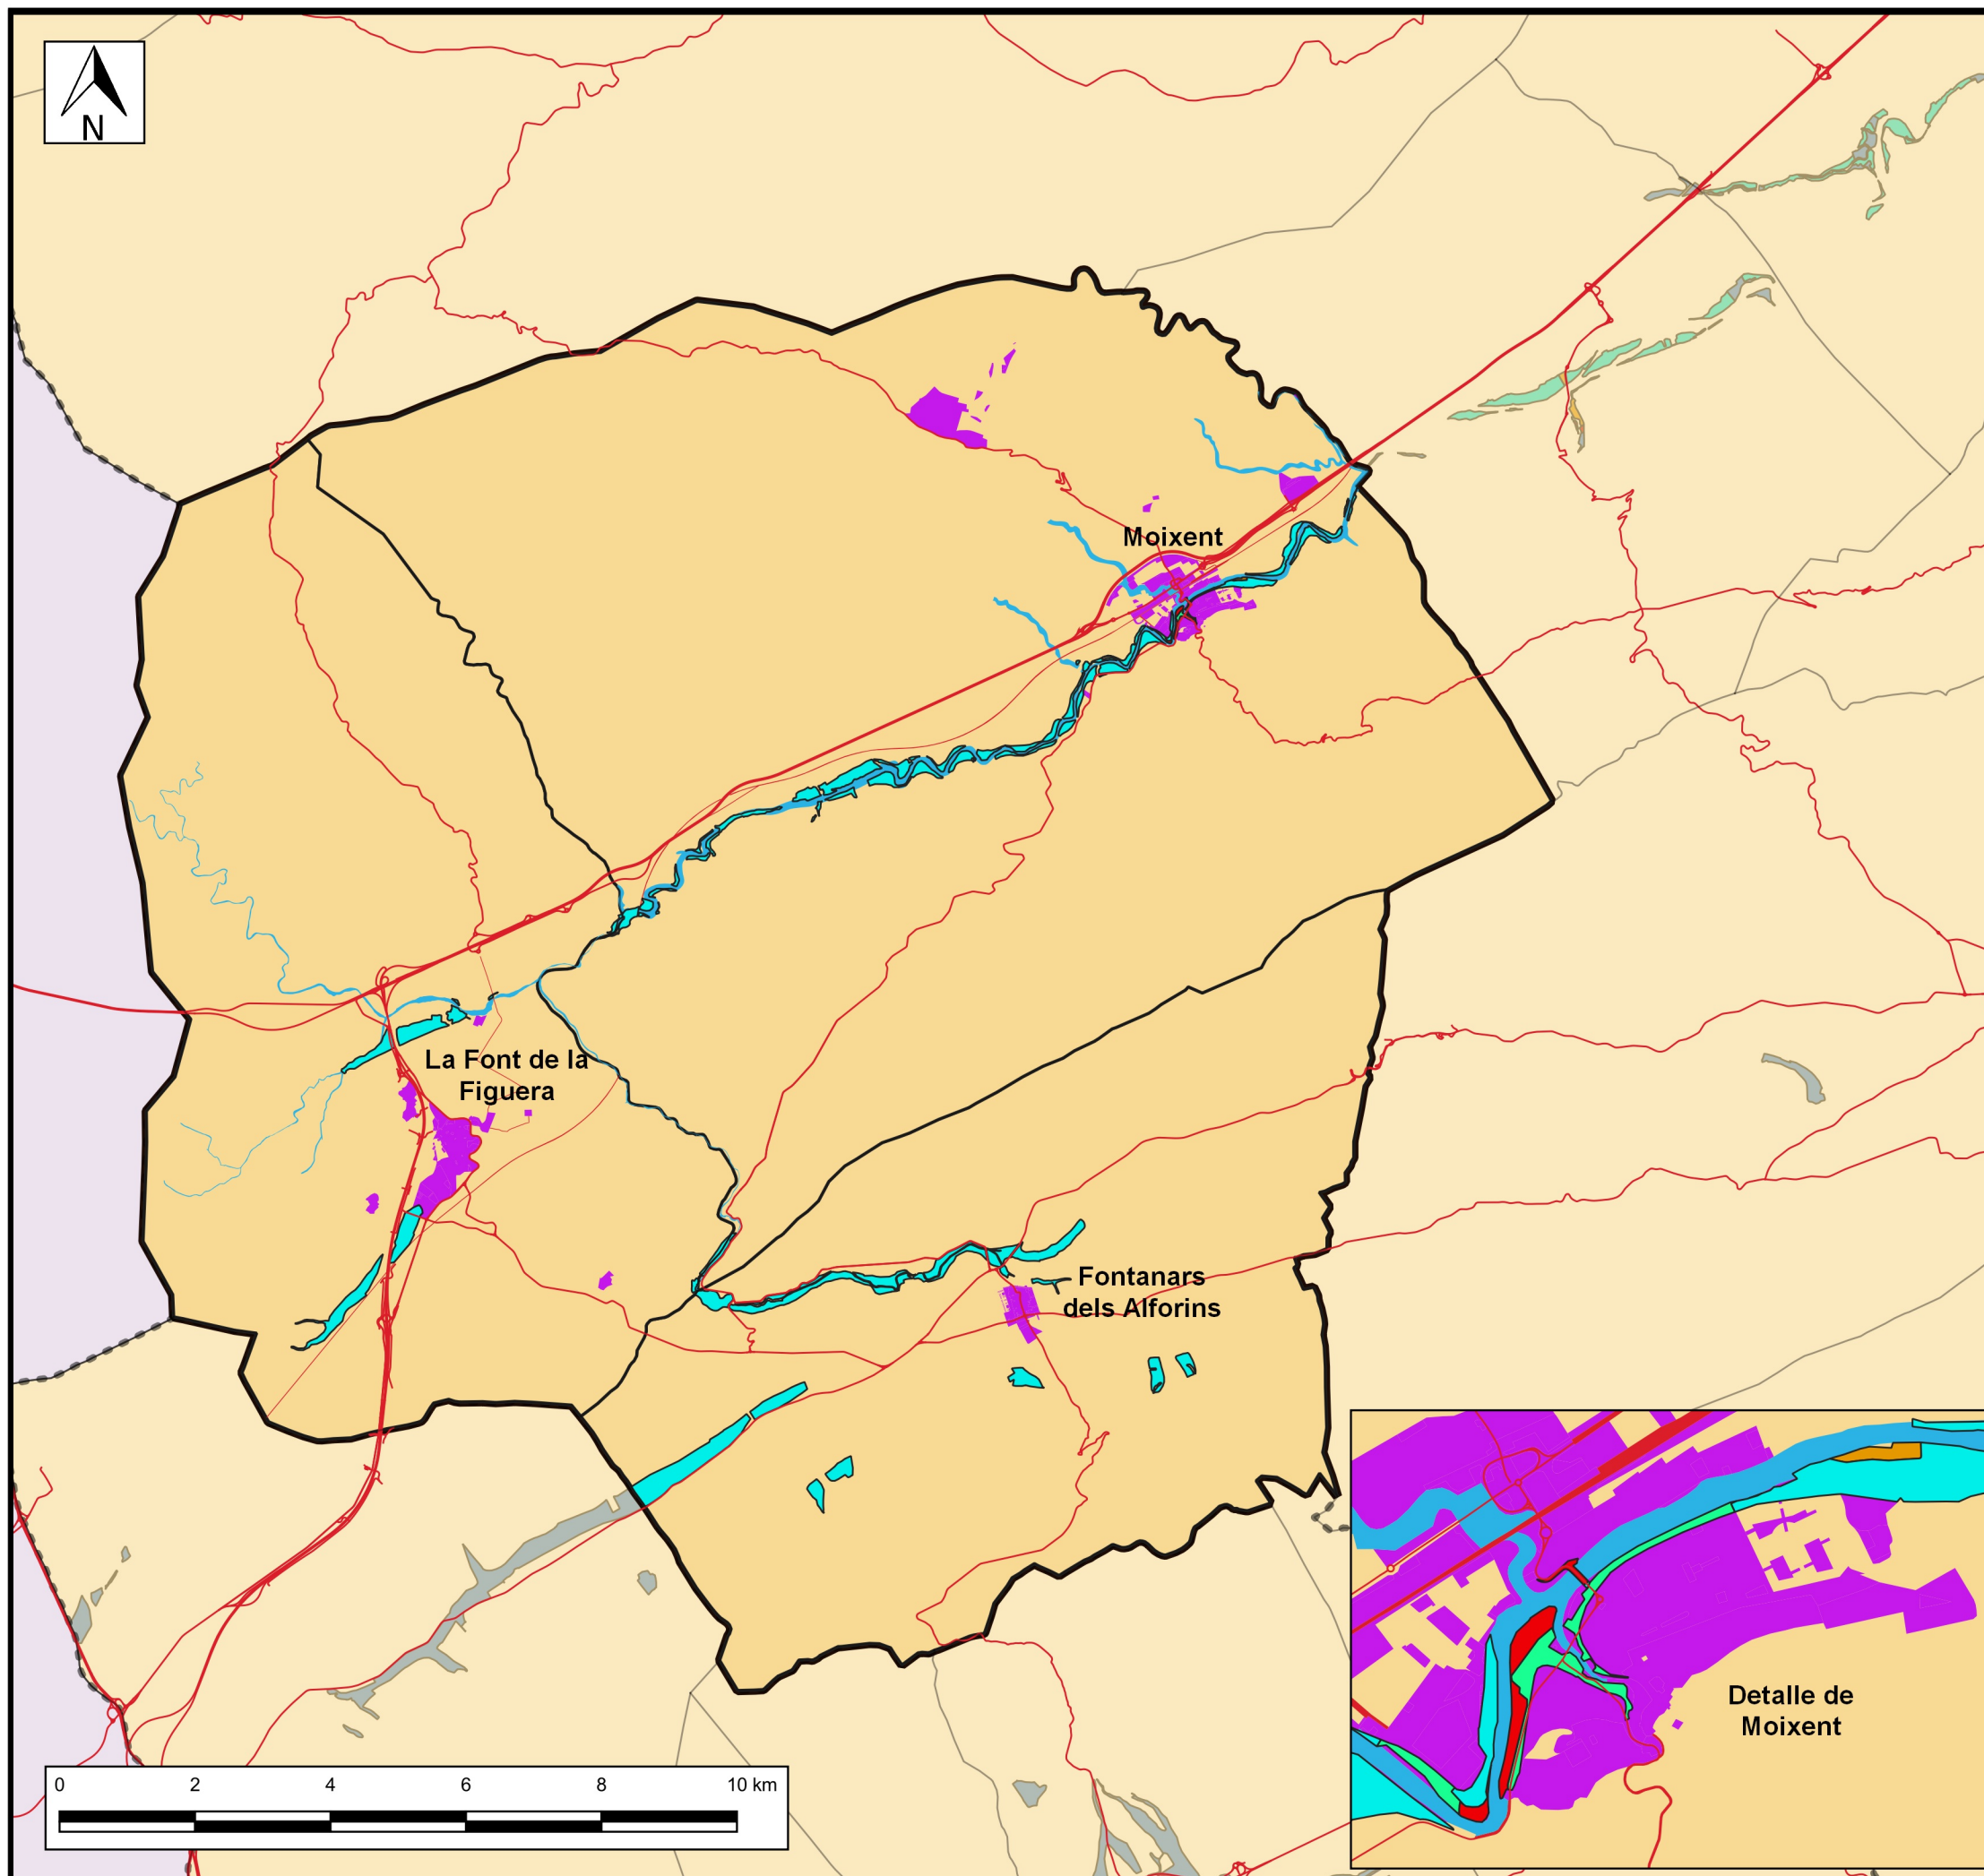 N
Moixent
La Font de la
Figuera
Fontanars
dels Alforins
Detalle de
Moixent
0 2 4 6 8 10 km